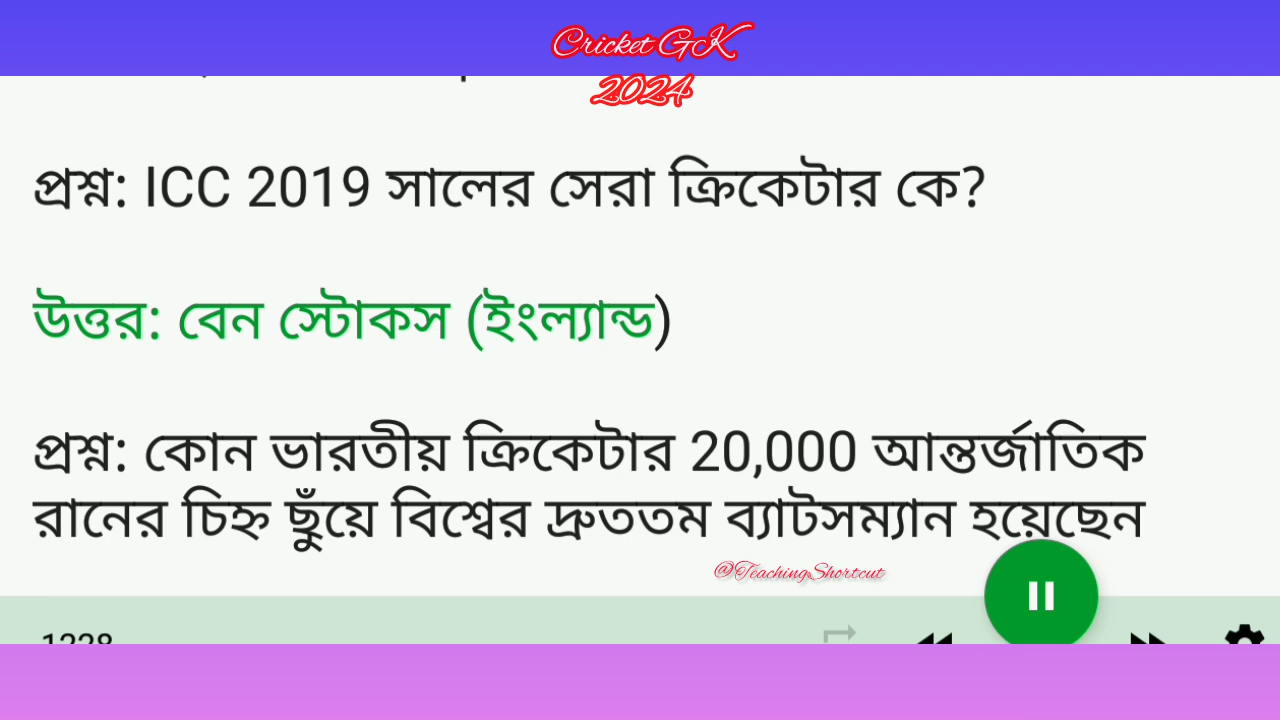 Cricket GK
2024
প্রশ্ন: ICC 2019 সালের সেরা ক্রিকেটার কে?
উত্তর: বেন স্টোকস (ইংল্যান্ড)
প্রশ্ন: কোন ভারতীয় ক্রিকেটার 20,000 আন্তর্জাতিক
রানের চিহ্ন ছুঁয়ে বিশ্বের দ্রুততম ব্যাটসম্যান হয়েছেন
@TeachingShortcut